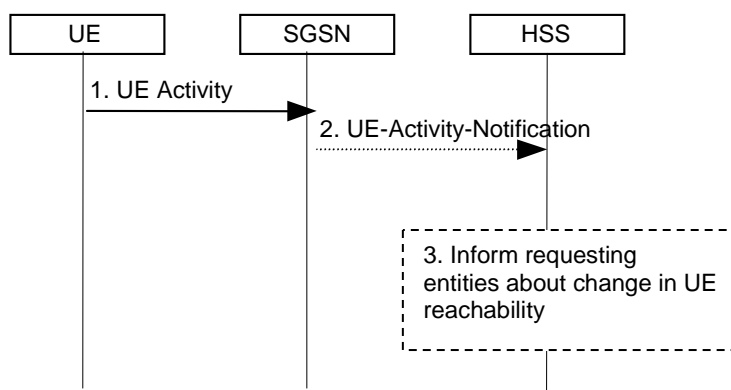 UE
SGSN
HSS
1. UE Activity
2. UE-Activity-Notification
3. Inform requesting
entities about change in UE
reachability